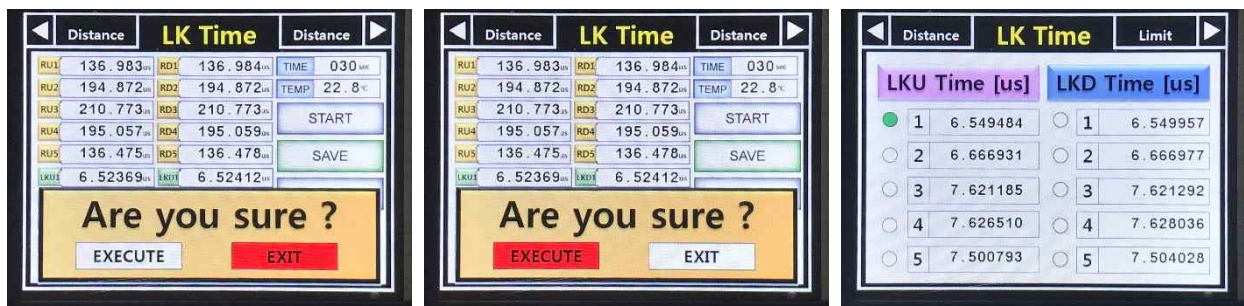 Distance LK Time Distance
RU1 136.983us RD1 136.984us TIME 030 sec
RU2 194.872us RD2 194.872us TEMP 22.8℃
RU3 210.773us RD3 210.773us START
RU4 195.057us RD4 195.059us
RU5 136.475us RD5 136.478us SAVE
LKU1 6.52369us LKD1 6.52412us
Are you sure ?
EXECUTE EXIT
Distance LK Time Distance
RU1 136.983us RD1 136.984us TIME 030 sec
RU2 194.872us RD2 194.872us TEMP 22.8℃
RU3 210.773us RD3 210.773us START
RU4 195.057us RD4 195.059us
RU5 136.475us RD5 136.478us SAVE
LKU1 6.52369us LKD1 6.52412us
Are you sure ?
EXECUTE EXIT
Distance LK Time Limit
LKU Time [us] LKD Time [us]
1 6.549484 1 6.549957
2 6.666931 2 6.666977
3 7.621185 3 7.621292
4 7.626510 4 7.628036
5 7.500793 5 7.504028